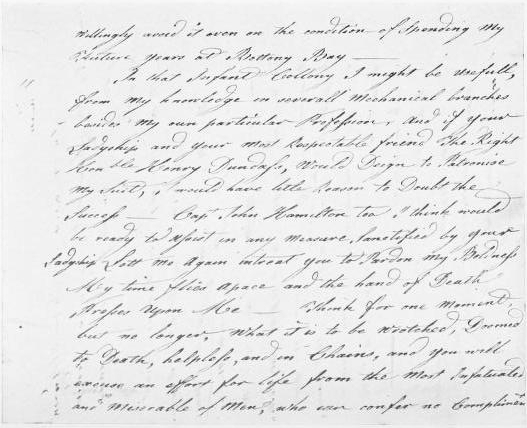 willingly avoid it even on the condition of Spending My
Future years at Bottony Bay —
In that Infant Collony I might be usefull,
from My knowledge in severall Mechanical branches
besides my own particular Profession, And if your
Ladyship and your most Respectable friend The Right
Honble Henry Dundass, Would Deign to Patronise
My Suit, I would have little Reason to Doubt the
Success — Capt John Hamilton too I think would
be ready to Assist in any Measure Sanctified by your
Ladyship Lett Me Again intreat you to Pardon my Boldness
My time flies apace and the hand of Death
Presses Upon Me — Think for one Moment
but no longer, What it is to be wretched, Doomed
to Death, helpless, and in Chains, and you will
excuse an effort for life from the Most Infatuated
and Miserable of Men, who can confer no Compliment